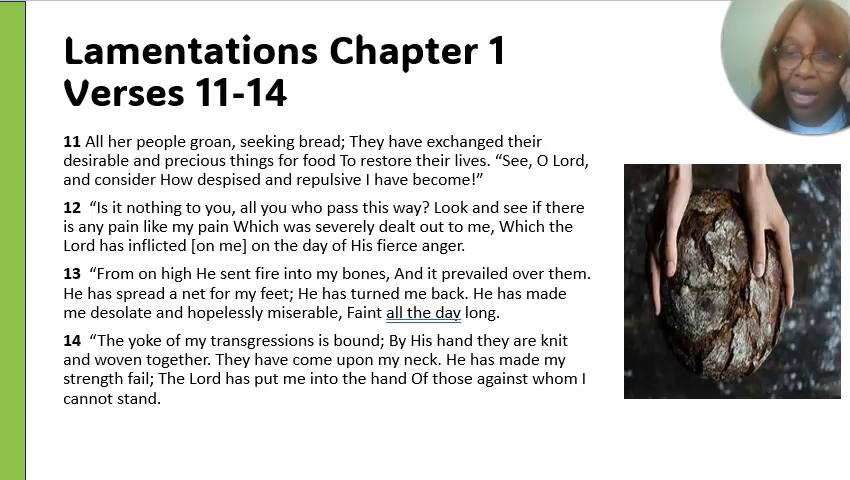 Lamentations Chapter 1
Verses 11-14
11 All her people groan, seeking bread; They have exchanged their
desirable and precious things for food To restore their lives. “See, O Lord,
and consider How despised and repulsive I have become!”
12 “Is it nothing to you, all you who pass this way? Look and see if there
is any pain like my pain Which was severely dealt out to me, Which the
Lord has inflicted [on me] on the day of His fierce anger.
13 “From on high He sent fire into my bones, And it prevailed over them.
He has spread a net for my feet; He has turned me back. He has made
me desolate and hopelessly miserable, Faint all the day long.
14 “The yoke of my transgressions is bound; By His hand they are knit
and woven together. They have come upon my neck. He has made my
strength fail; The Lord has put me into the hand Of those against whom I
cannot stand.